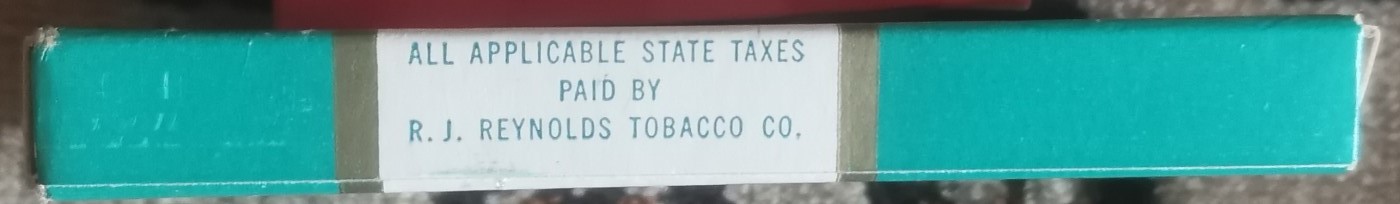 ALL APPLICABLE STATE TAXES
PAID BY
R. J. REYNOLDS TOBACCO CO.